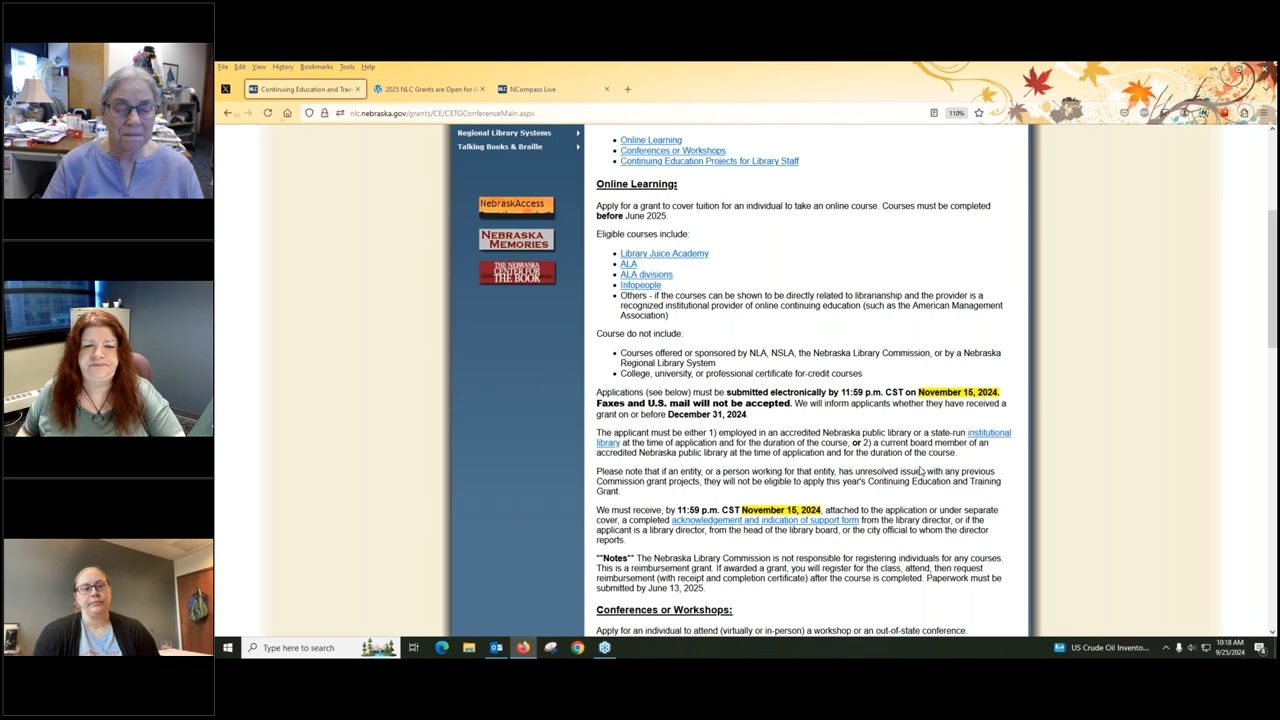 File Edit View History Bookmarks Tools Help
Continuing Education and Train
2025 NLC Grants are Open for A
NCompass Live
nlc.nebraska.gov/grants/CE/CETGConferenceMain.aspx
110%
Regional Library Systems
Talking Books & Braille
NebraskAccess
NEBRASKA
MEMORIES
THE NEBRASKA
CENTER FOR
THE BOOK
Online Learning
Conferences or Workshops
Continuing Education Projects for Library Staff
Online Learning:
Apply for a grant to cover tuition for an individual to take an online course. Courses must be completed
before June 2025.
Eligible courses include:
Library Juice Academy
ALA
ALA divisions
Infopeople
Others - if the courses can be shown to be directly related to librarianship and the provider is a
recognized institutional provider of online continuing education (such as the American Management
Association)
Course do not include:
Courses offered or sponsored by NLA, NSLA, the Nebraska Library Commission, or by a Nebraska
Regional Library System
College, university, or professional certificate for-credit courses
Applications (see below) must be submitted electronically by 11:59 p.m. CST on November 15, 2024.
Faxes and U.S. mail will not be accepted. We will inform applicants whether they have received a
grant on or before December 31, 2024.
The applicant must be either 1) employed in an accredited Nebraska public library or a state-run institutional
library at the time of application and for the duration of the course, or 2) a current board member of an
accredited Nebraska public library at the time of application and for the duration of the course.
Please note that if an entity, or a person working for that entity, has unresolved issues with any previous
Commission grant projects, they will not be eligible to apply this year's Continuing Education and Training
Grant.
We must receive, by 11:59 p.m. CST November 15, 2024, attached to the application or under separate
cover, a completed acknowledgement and indication of support form from the library director, or if the
applicant is a library director, from the head of the library board, or the city official to whom the director
reports.
**Notes** The Nebraska Library Commission is not responsible for registering individuals for any courses.
This is a reimbursement grant. If awarded a grant, you will register for the class, attend, then request
reimbursement (with receipt and completion certificate) after the course is completed. Paperwork must be
submitted by June 13, 2025.
Conferences or Workshops:
Apply for an individual to attend (virtually or in-person) a workshop or an out-of-state conference.
Type here to search
US Crude Oil Invento...
10:18 AM
9/25/2024